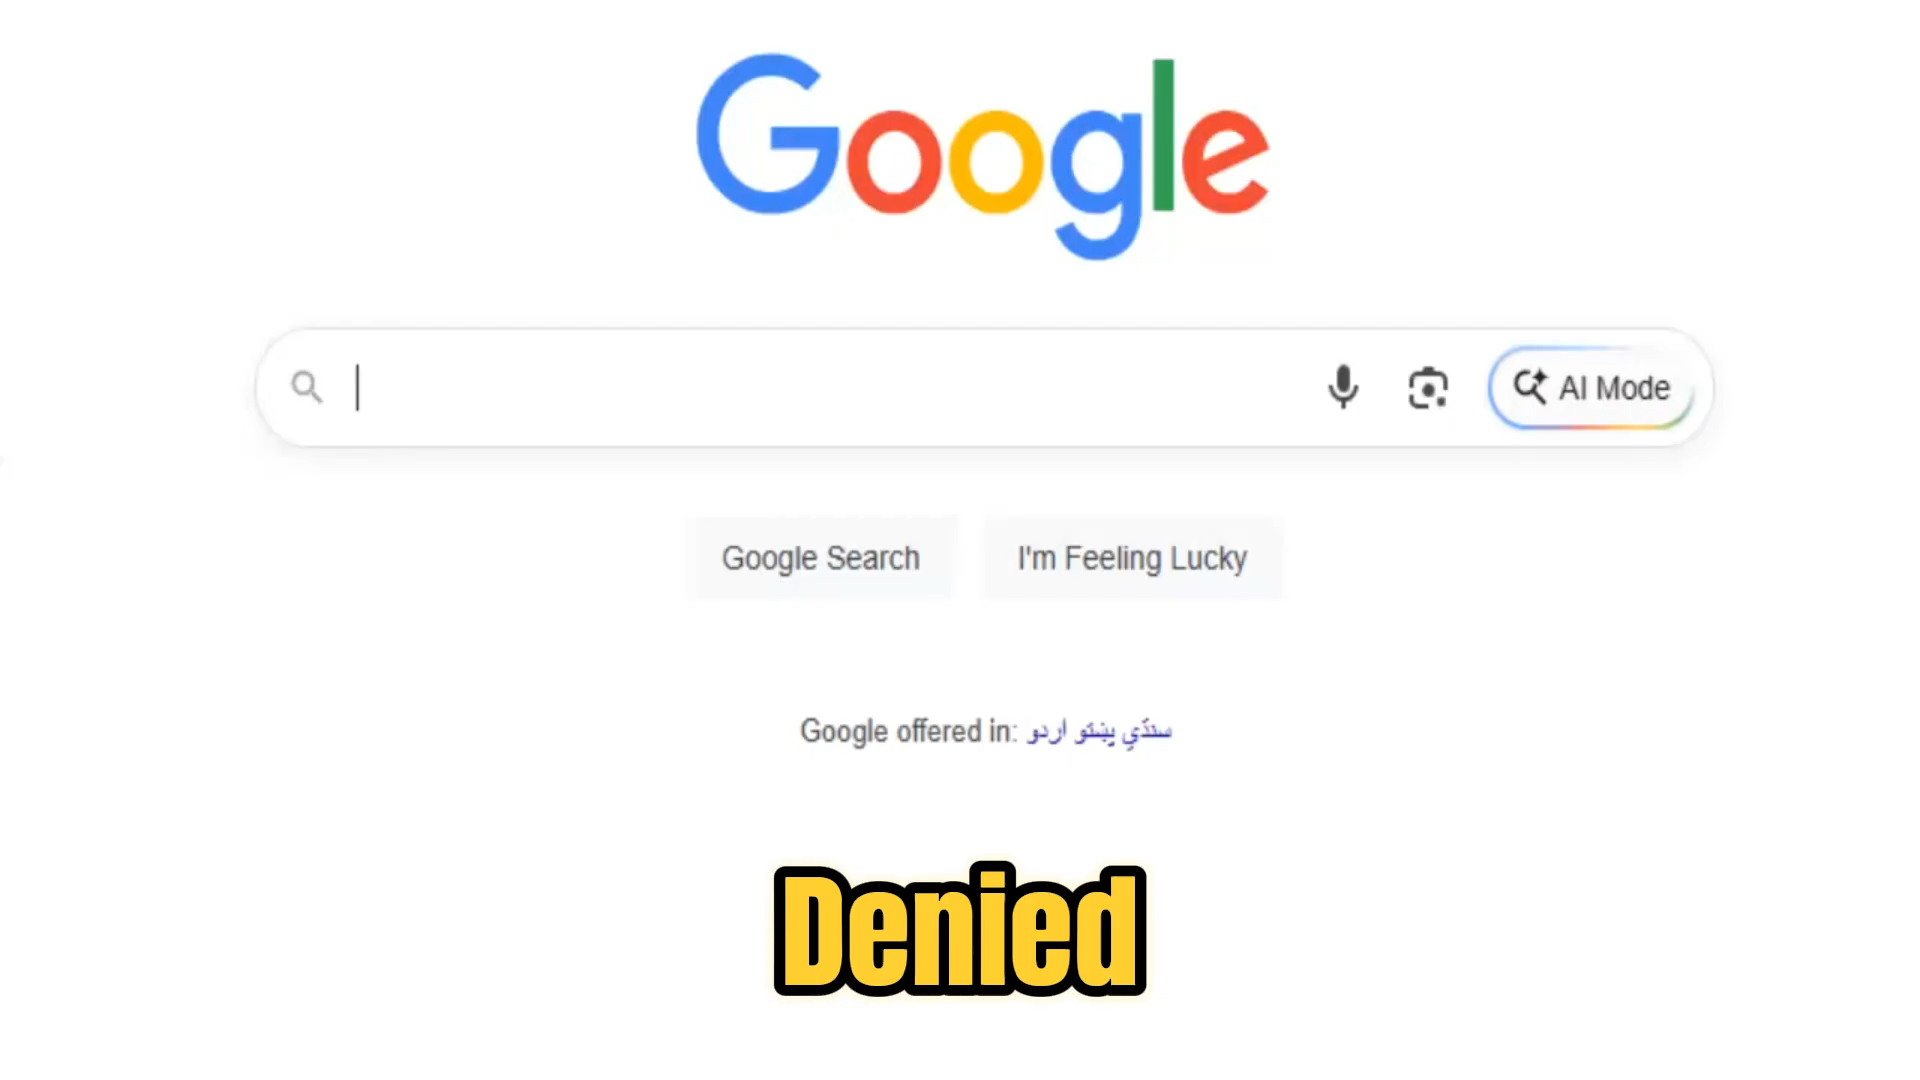 Google
AI Mode
Google Search
I'm Feeling Lucky
Google offered in: اردو پښتو سنڌي
Denied